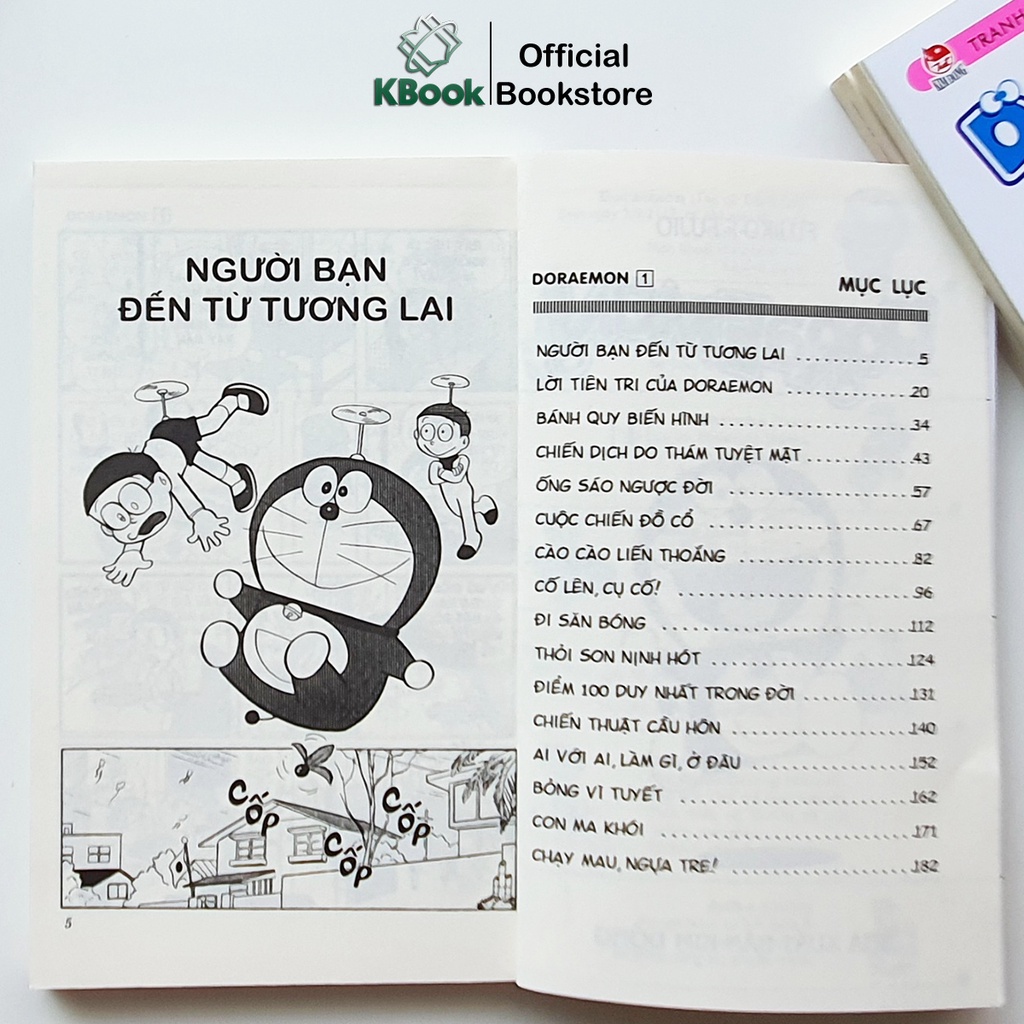 KBook
Official
Bookstore
TRANH
KIM ĐỒNG
NGƯỜI BẠN
ĐẾN TỪ TƯƠNG LAI
CỐP
CỐP
CỐP
5
DORAEMON 1
MỤC LỤC
NGƯỜI BẠN ĐẾN TỪ TƯƠNG LAI ............ 5
LỜI TIÊN TRI CỦA DORAEMON ............ 20
BÁNH QUY BIẾN HÌNH ............ 34
CHIẾN DỊCH DO THÁM TUYỆT MẬT ............ 43
ỐNG SÁO NGƯỢC ĐỜI ............ 57
CUỘC CHIẾN ĐỒ CỔ ............ 67
CÀO CÀO LIẾN THOẮNG ............ 82
CỐ LÊN, CỤ CỐ! ............ 96
ĐI SĂN BÓNG ............ 112
THỎI SON NỊNH HÓT ............ 124
ĐIỂM 100 DUY NHẤT TRONG ĐỜI ............ 131
CHIẾN THUẬT CẦU HÔN ............ 140
AI VỚI AI, LÀM GÌ, Ở ĐÂU ............ 152
BỎNG VÌ TUYẾT ............ 162
CON MA KHÓI ............ 171
CHẠY MAU, NGỰA TRE! ............ 182